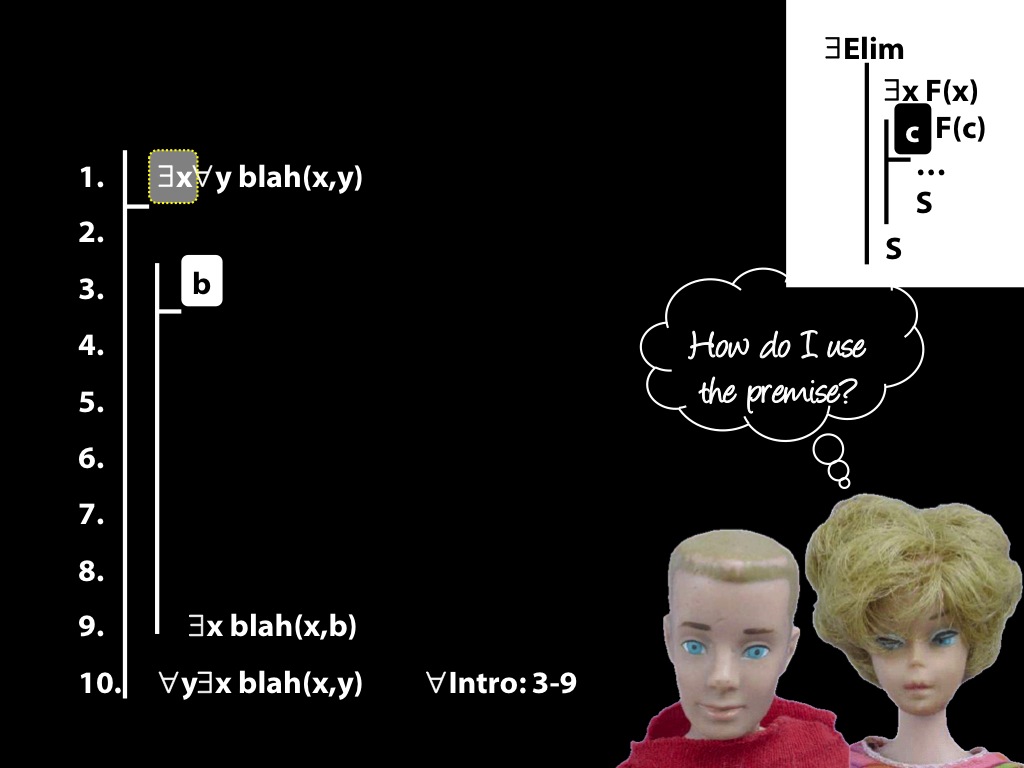 ∃Elim
∃x F(x)
c F(c)
...
S
S
1. ∃x∀y blah(x,y)
2.
3. b
4.
5.
6.
7.
8.
9. ∃x blah(x,b)
10. ∀y∃x blah(x,y) ∀Intro: 3-9
How do I use
the premise?